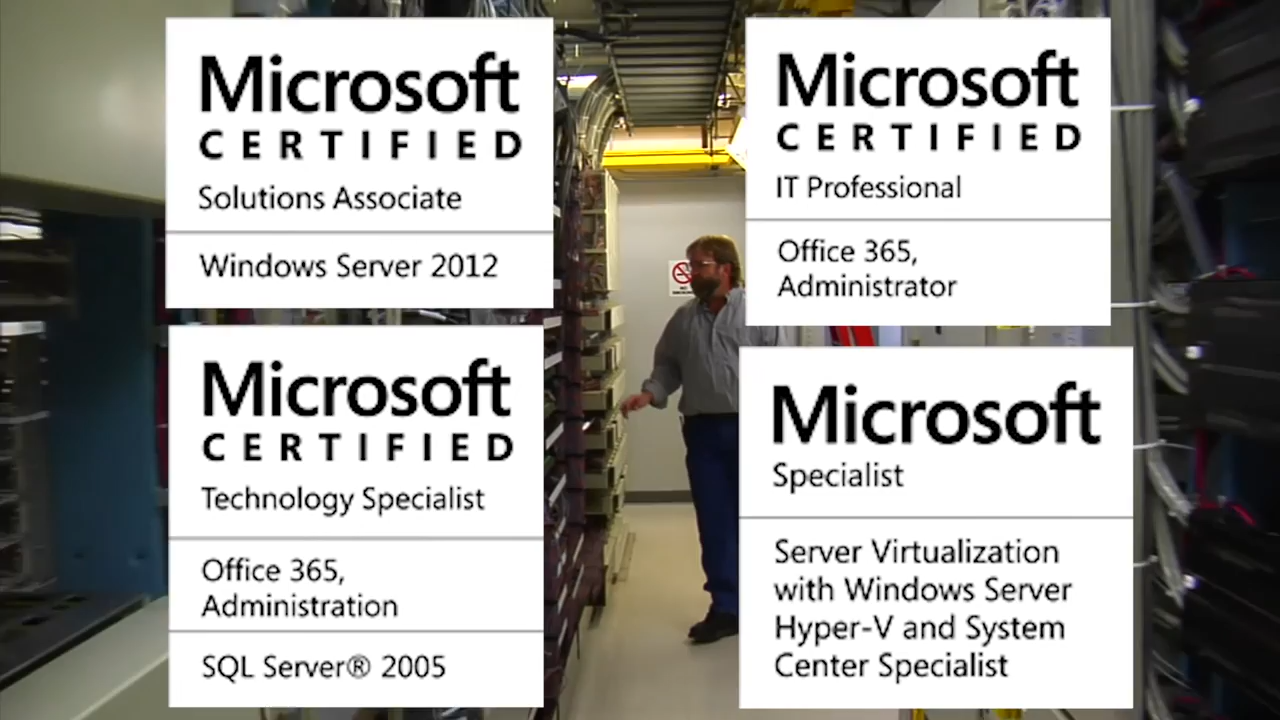 Microsoft
CERTIFIED
Solutions Associate
Windows Server 2012
Microsoft
CERTIFIED
IT Professional
Office 365,
Administrator
Microsoft
CERTIFIED
Technology Specialist
Office 365,
Administration
SQL Server® 2005
Microsoft
Specialist
Server Virtualization
with Windows Server
Hyper-V and System
Center Specialist